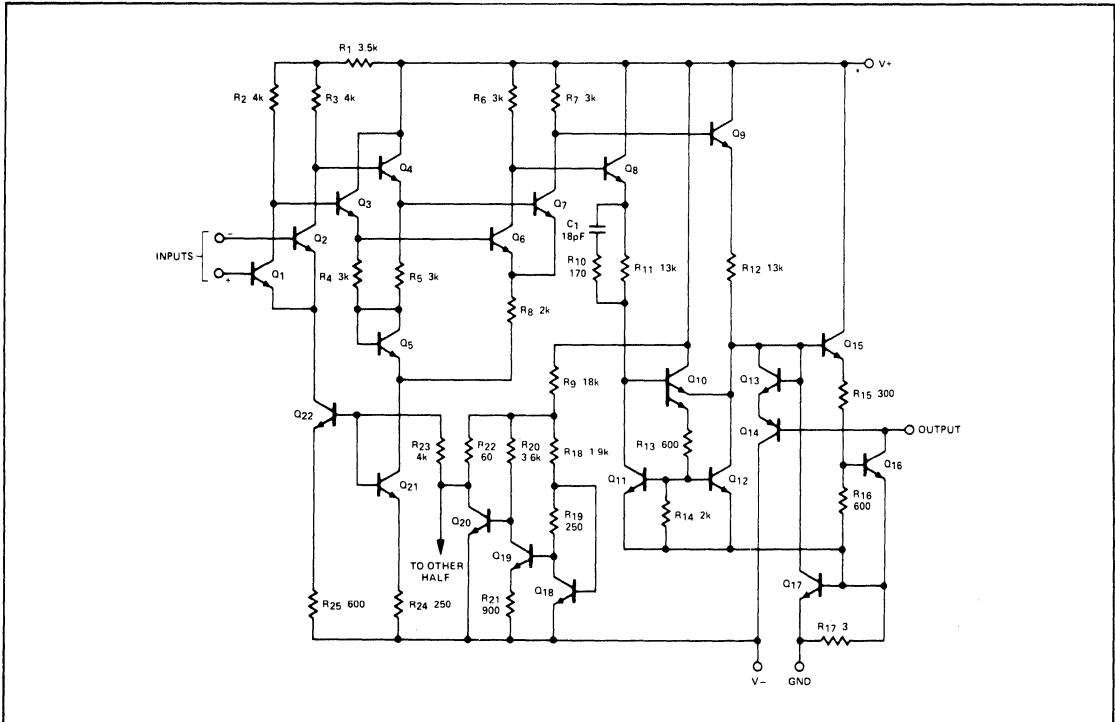 R1 3.5k
V+
R2 4k
R3 4k
R6 3k
R7 3k
Q9
Q4
Q8
Q3
Q7
C1
18pF
Q2
Q6
INPUTS
-
+
R10
170
R11 13k
R12 13k
Q1
R4 3k
R5 3k
R8 2k
Q5
Q15
R9 18k
Q10
Q13
R15 300
Q22
Q14
OUTPUT
R23
4k
R22
60
R20
3 6k
R18 1 9k
R13 600
Q16
Q21
Q11
Q12
R16
600
R19
250
R14 2k
Q20
Q19
TO OTHER
HALF
Q18
Q17
R25 600
R24 250
R21
900
R17 3
V-
GND